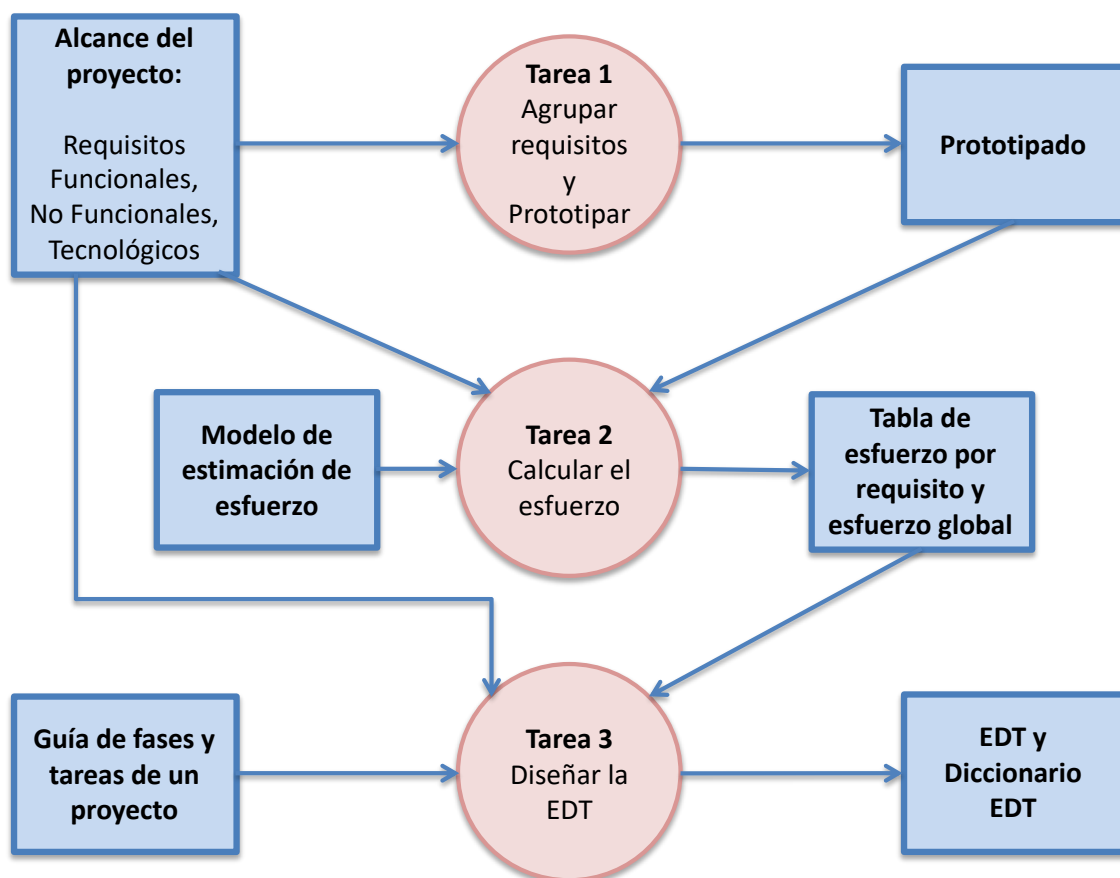 Alcance del
proyecto:
Requisitos
Funcionales,
No Funcionales,
Tecnológicos
Tarea 1
Agrupar
requisitos
y
Prototipar
Prototipado
Modelo de
estimación de
esfuerzo
Tarea 2
Calcular el
esfuerzo
Tabla de
esfuerzo por
requisito y
esfuerzo global
Guía de fases y
tareas de un
proyecto
Tarea 3
Diseñar la
EDT
EDT y
Diccionario
EDT